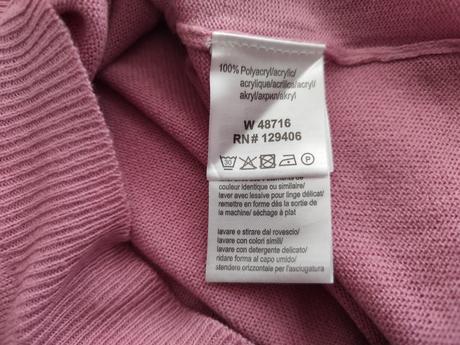 100% Polyacryl/acrylic/
acrylique/acrílico/acryl/
akryl/акрил/akryl
W 48716
RN# 129406
30
P
couleur identique ou similaire/
laver avec lessive pour linge délicat/
remettre en forme dès la sortie de
la machine/ séchage à plat
lavare e stirare dal rovescio/
lavare con colori simili/
lavare con detergente delicato/
ridare forma al capo umido/
stendere orizzontale per l'asciugatura